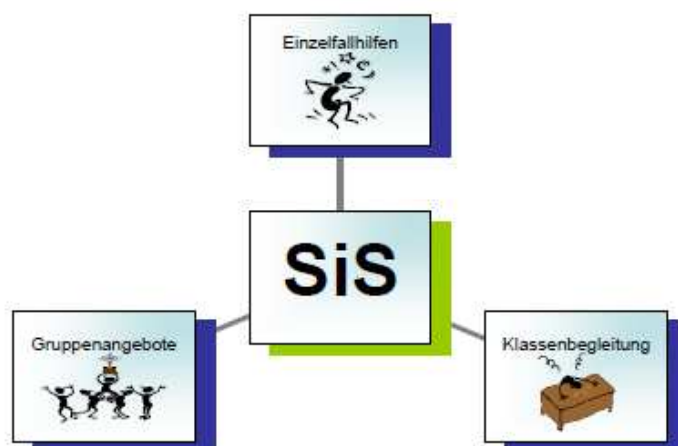 Einzelfallhilfen
SiS
Gruppenangebote
Klassenbegleitung